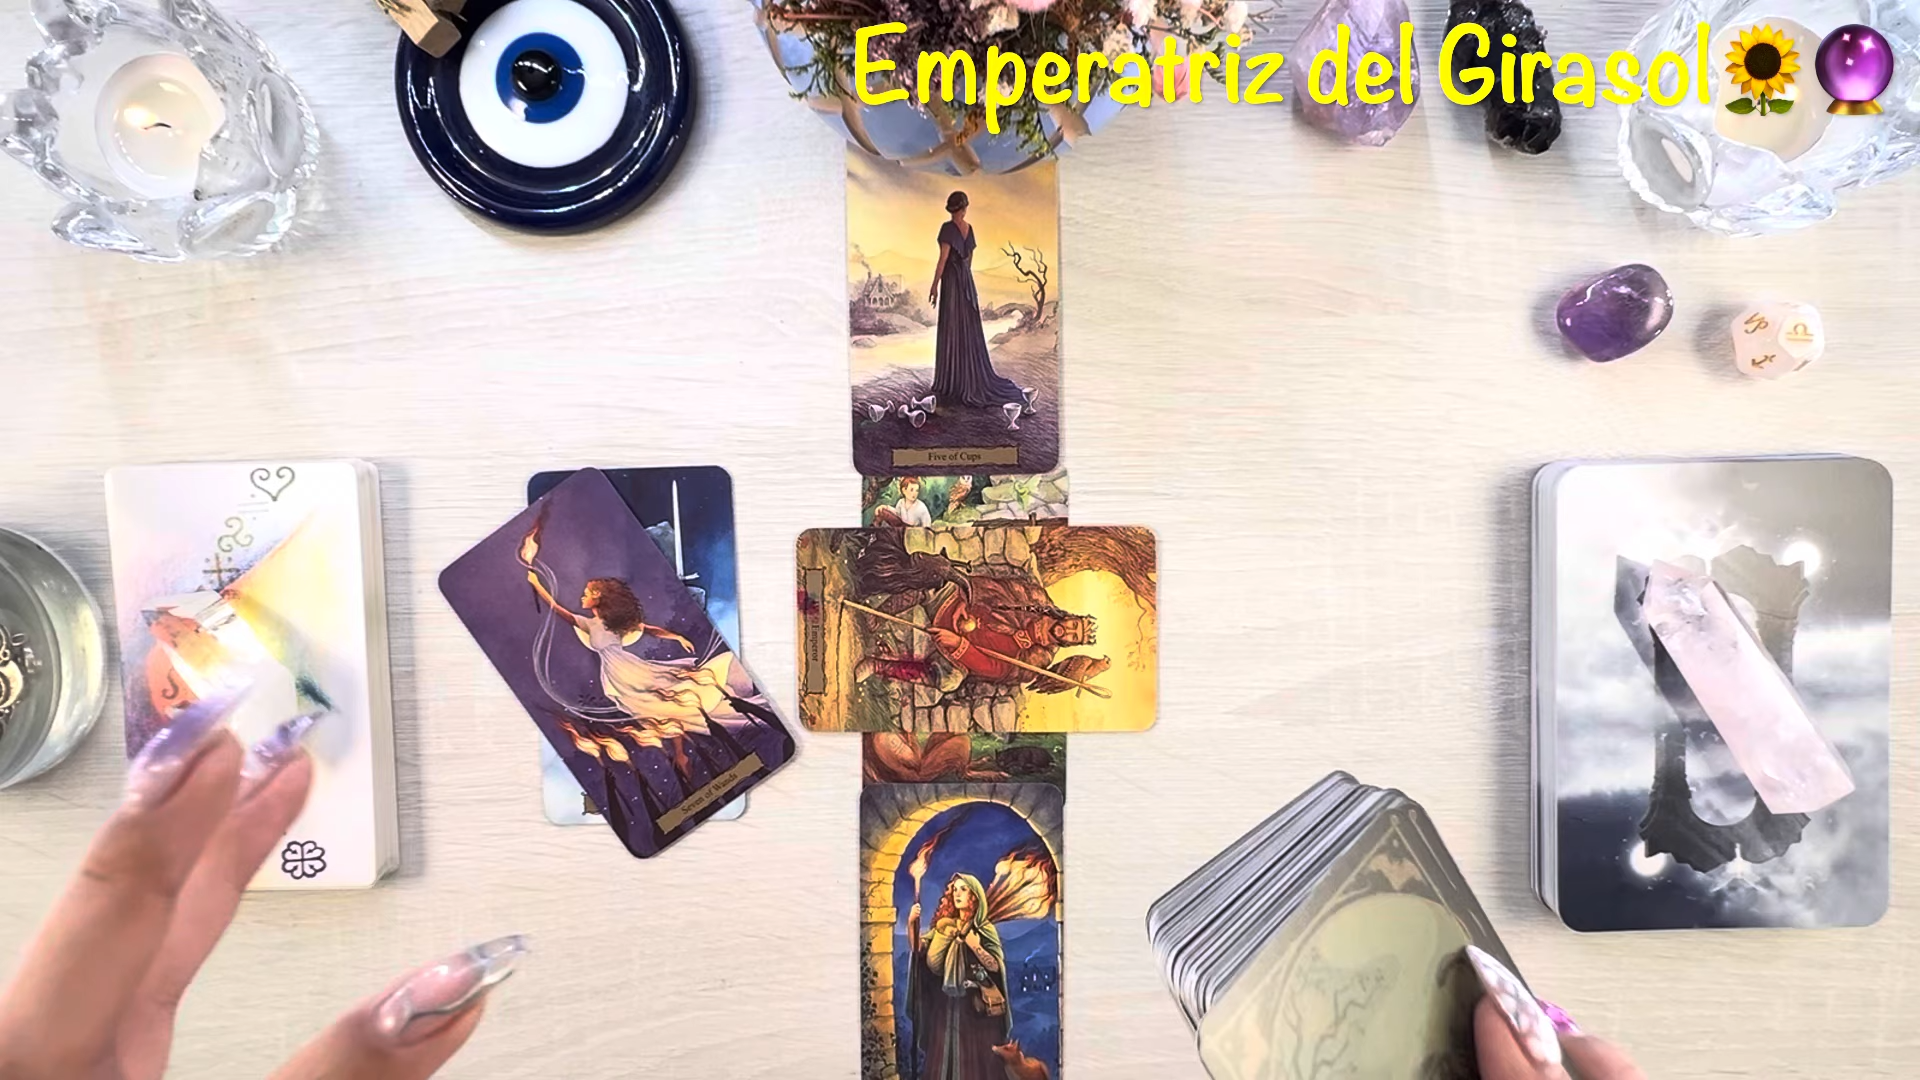 Emperatriz del Girasol🌻🔮
Five of Cups
Emperor
Seven of Wands